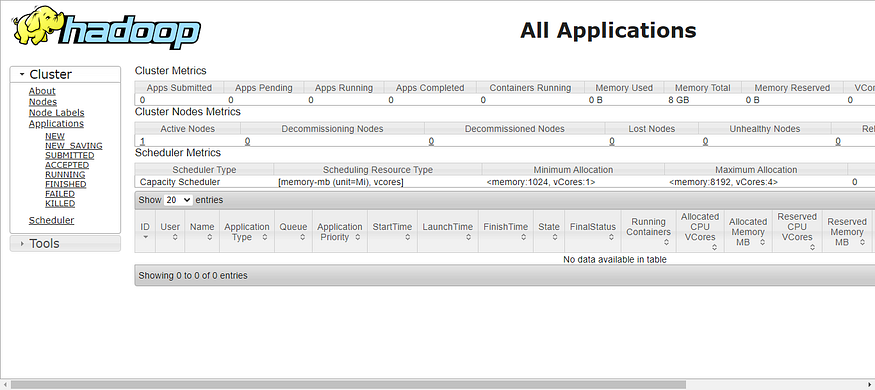 hadoop
All Applications
Cluster
About
Nodes
Node Labels
Applications
NEW
NEW_SAVING
SUBMITTED
ACCEPTED
RUNNING
FINISHED
FAILED
KILLED
Scheduler
Tools
Cluster Metrics
Apps Submitted Apps Pending Apps Running Apps Completed Containers Running Memory Used Memory Total Memory Reserved VCor
0 0 0 0 0 0 B 8 GB 0 B 0
Cluster Nodes Metrics
Active Nodes Decommissioning Nodes Decommissioned Nodes Lost Nodes Unhealthy Nodes Rel
1 0 0 0 0 0
Scheduler Metrics
Scheduler Type Scheduling Resource Type Minimum Allocation Maximum Allocation
Capacity Scheduler [memory-mb (unit=Mi), vcores] <memory:1024, vCores:1> <memory:8192, vCores:4> 0
Show 20 entries
ID User Name Application Type Queue Application Priority StartTime LaunchTime FinishTime State FinalStatus Running Containers Allocated CPU VCores Allocated Memory MB Reserved CPU VCores Reserved Memory MB
No data available in table
Showing 0 to 0 of 0 entries